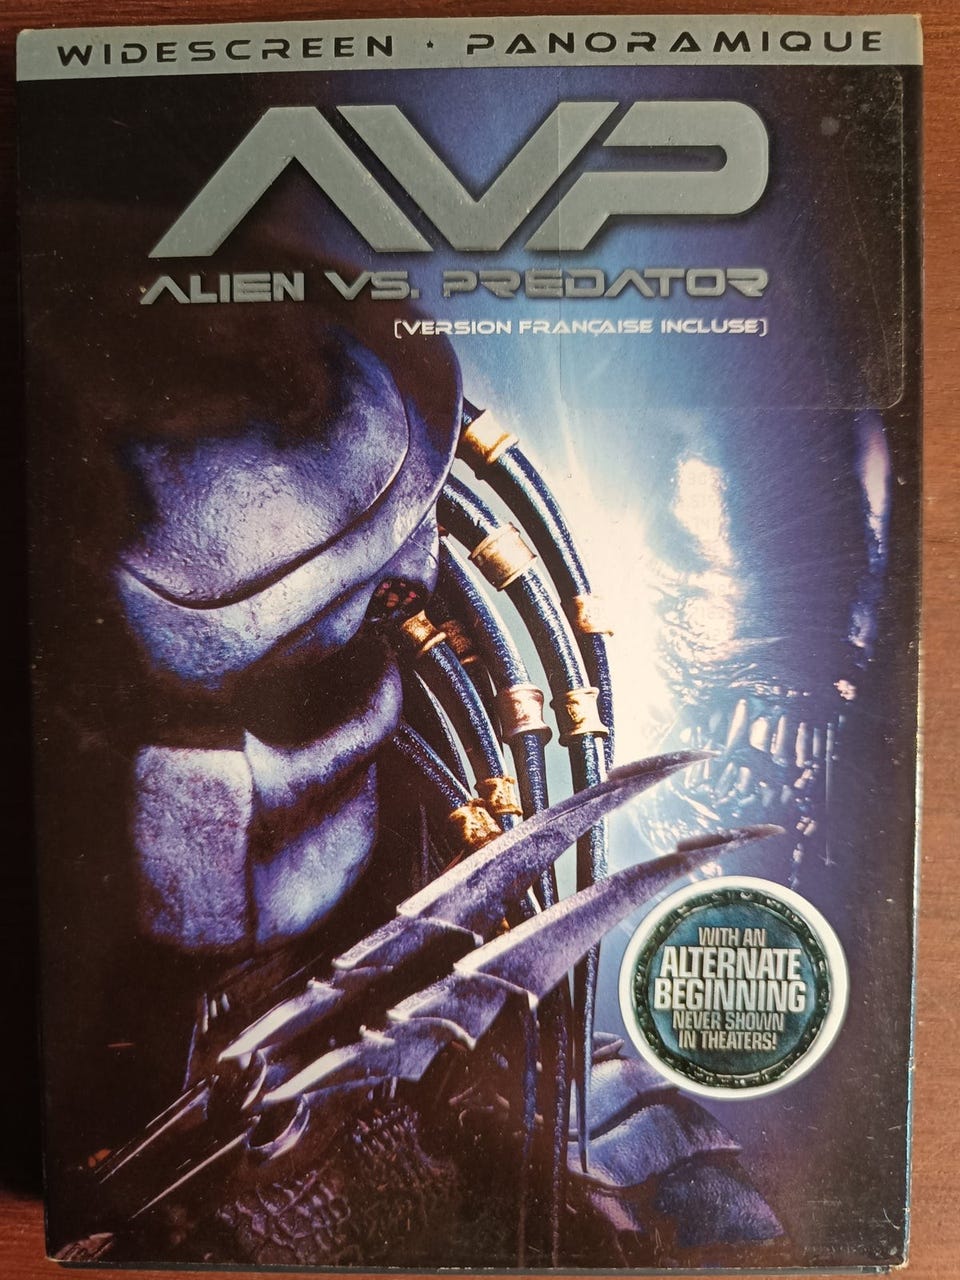 WIDESCREEN · PANORAMIQUE
AVP
ALIEN VS. PREDATOR
(VERSION FRANÇAISE INCLUSE)
WITH AN
ALTERNATE
BEGINNING
NEVER SHOWN
IN THEATERS!